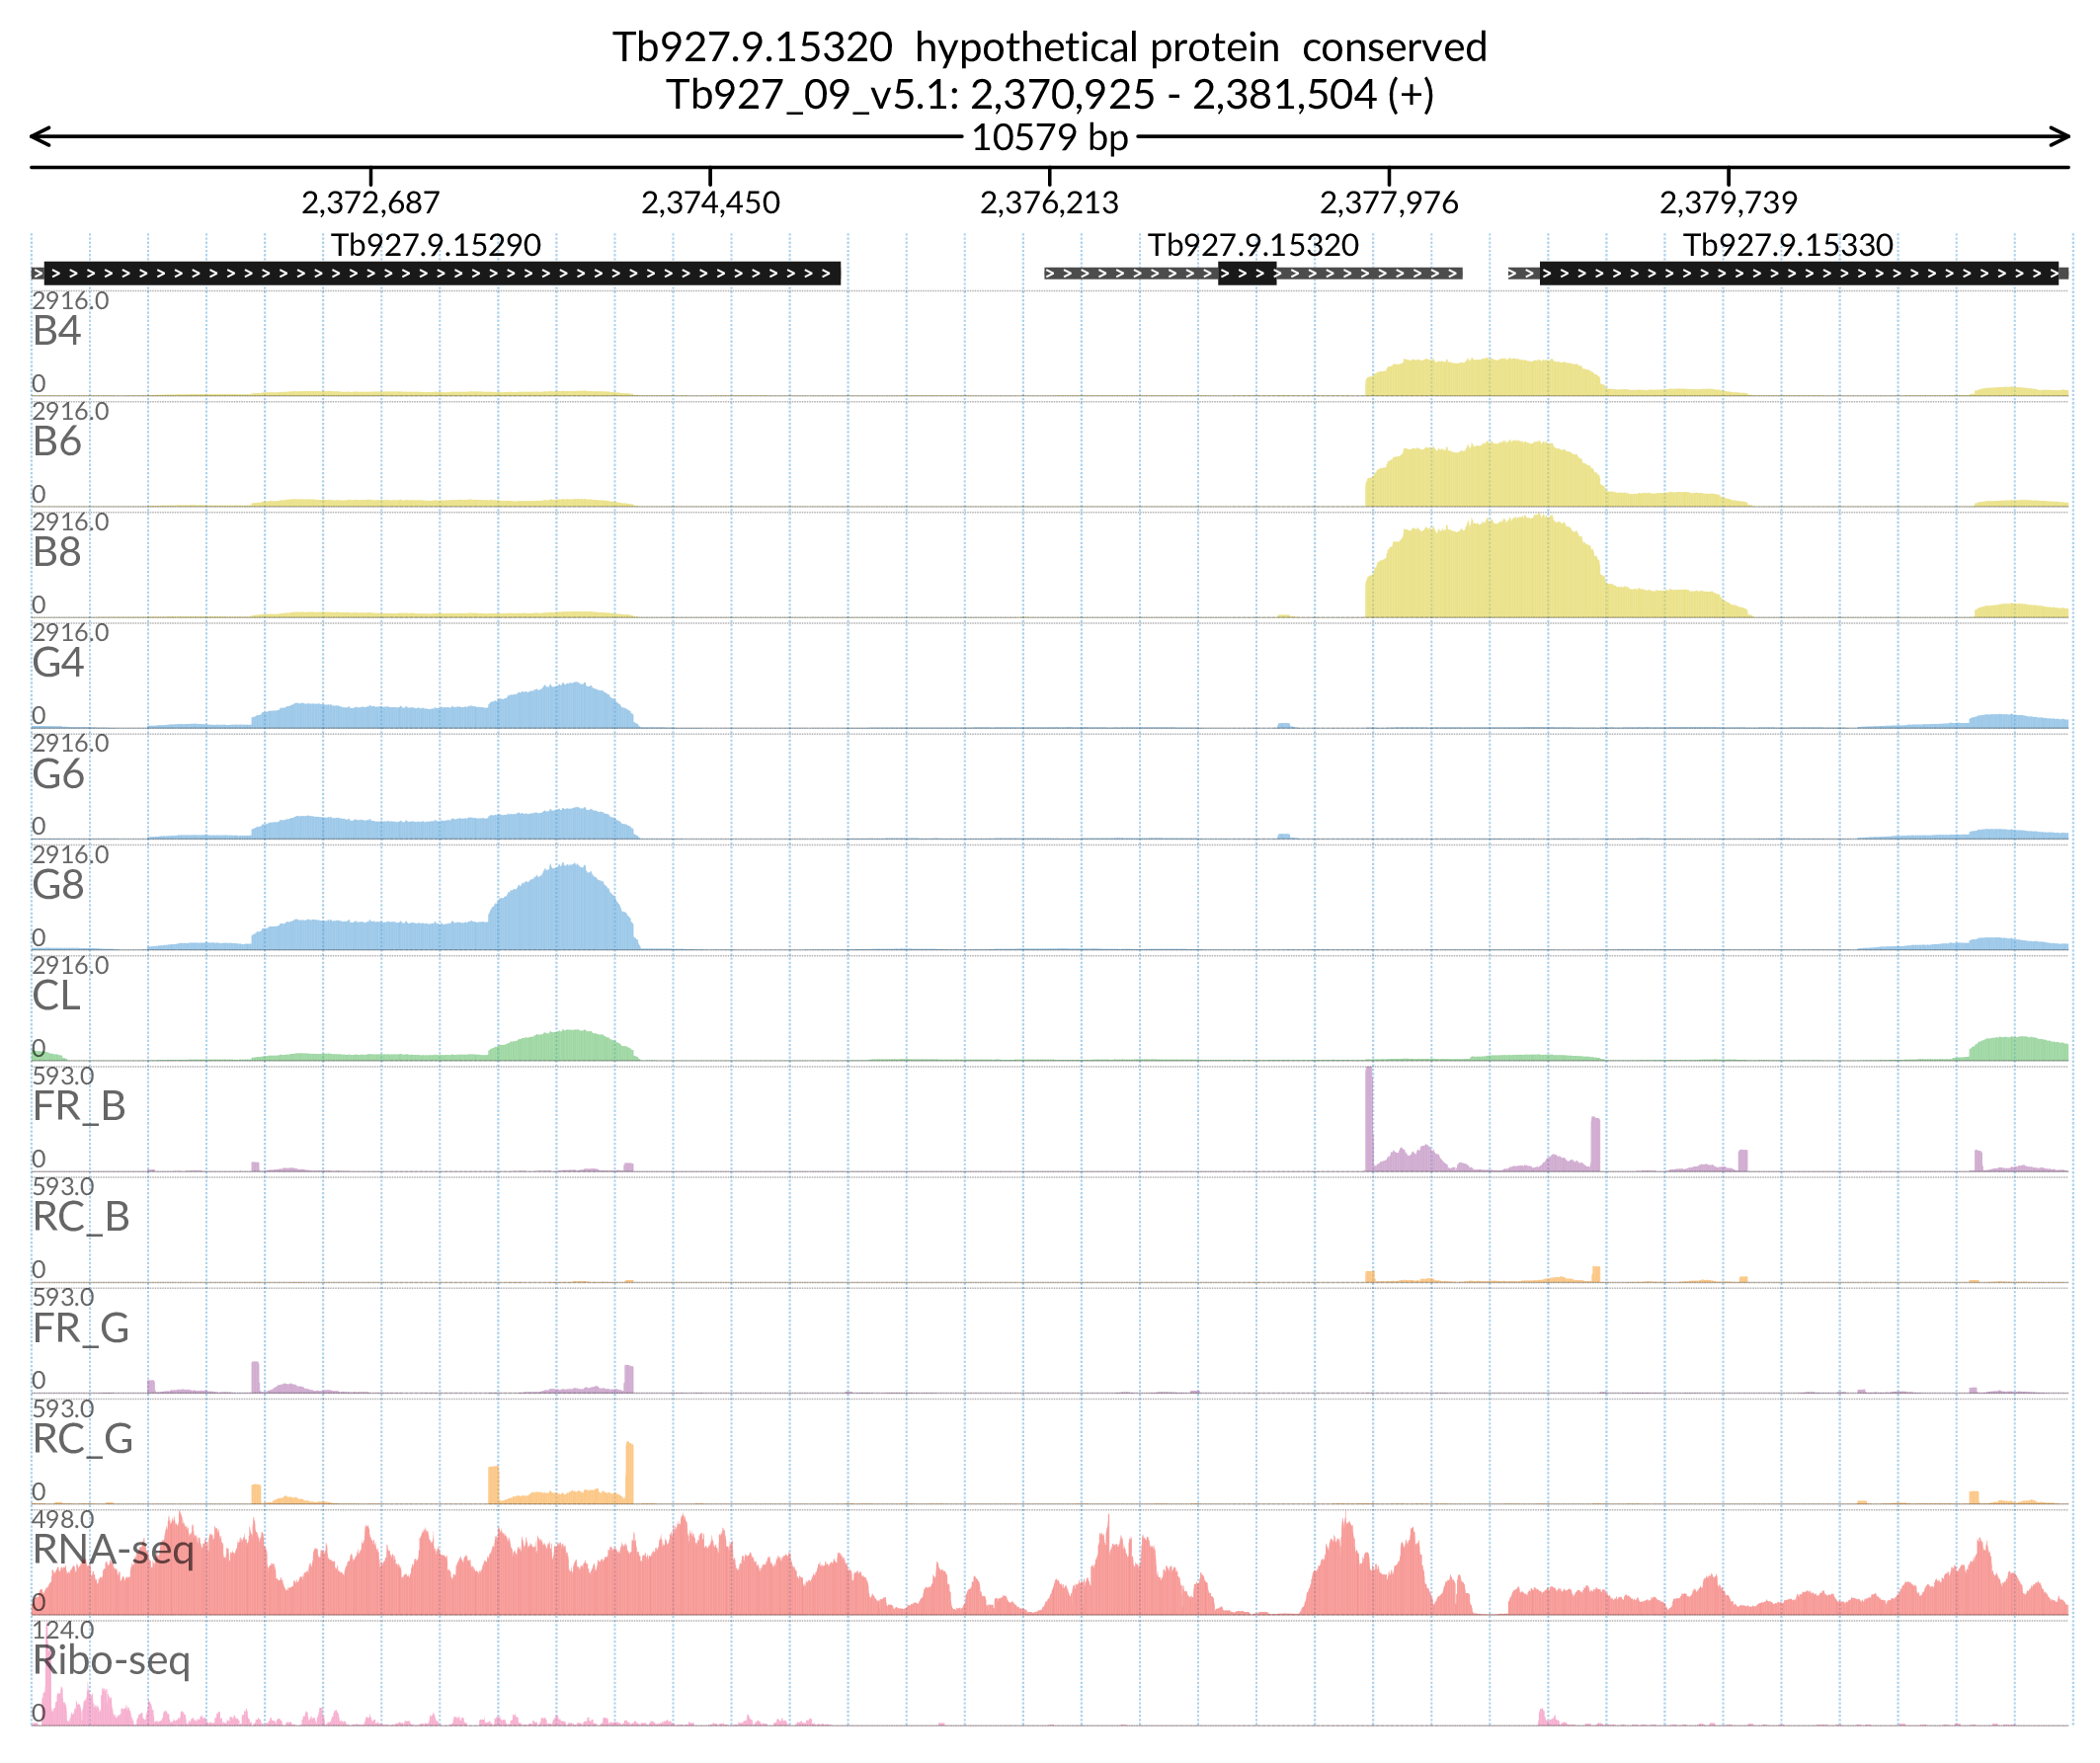 Tb927.9.15320  hypothetical protein  conserved
Tb927_09_v5.1: 2,370,925 - 2,381,504 (+)
10579 bp
2,372,687 2,374,450 2,376,213 2,377,976 2,379,739
Tb927.9.15290 Tb927.9.15320 Tb927.9.15330
2916.0
B4
0
2916.0
B6
0
2916.0
B8
0
2916.0
G4
0
2916.0
G6
0
2916.0
G8
0
2916.0
CL
0
593.0
FR_B
0
593.0
RC_B
0
593.0
FR_G
0
593.0
RC_G
0
498.0
RNA-seq
0
124.0
Ribo-seq
0